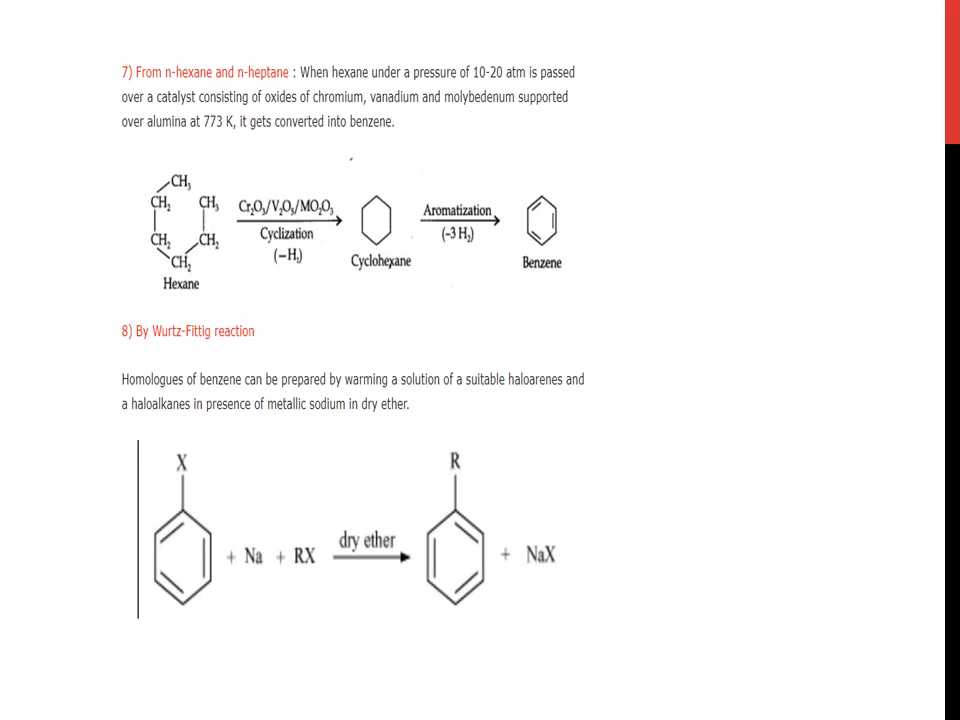 7) From n-hexane and n-heptane : When hexane under a pressure of 10-20 atm is passed
over a catalyst consisting of oxides of chromium, vanadium and molybedenum supported
over alumina at 773 K, it gets converted into benzene.
CH₃
CH₂ CH₃
CH₂ CH₂
CH₂
Hexane
Cr₂O₃/V₂O₅/MO₂O₃
Cyclization
(−H₂)
Cyclohexane
Aromatization
(-3 H₂)
Benzene
8) By Wurtz-Fittig reaction
Homologues of benzene can be prepared by warming a solution of a suitable haloarenes and
a haloalkanes in presence of metallic sodium in dry ether.
X
+ Na + RX
dry ether
R
+ NaX